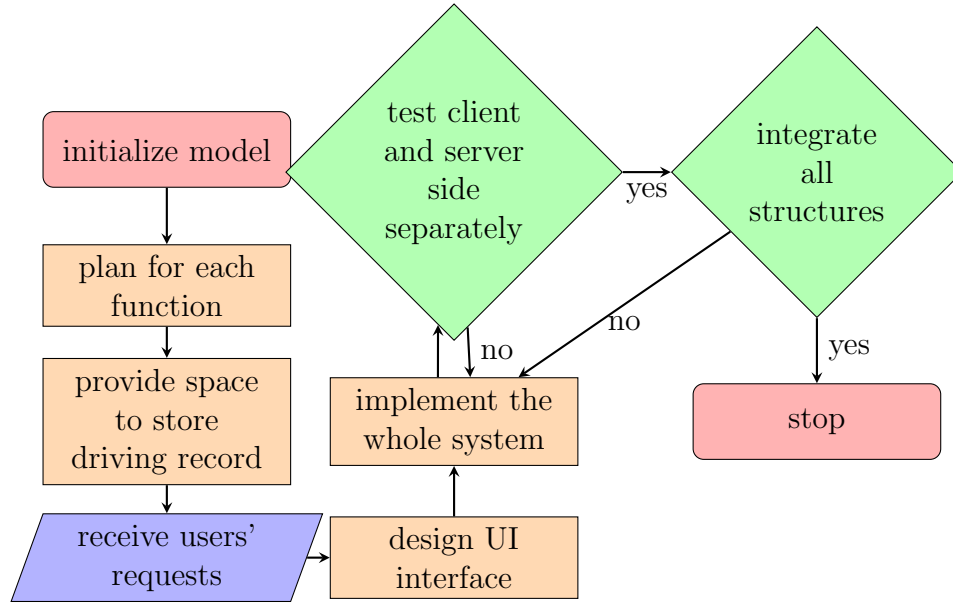 initialize model
plan for each
function
provide space
to store
driving record
receive users'
requests
design UI
interface
implement the
whole system
test client
and server
side
separately
no
yes
integrate
all
structures
no
yes
stop